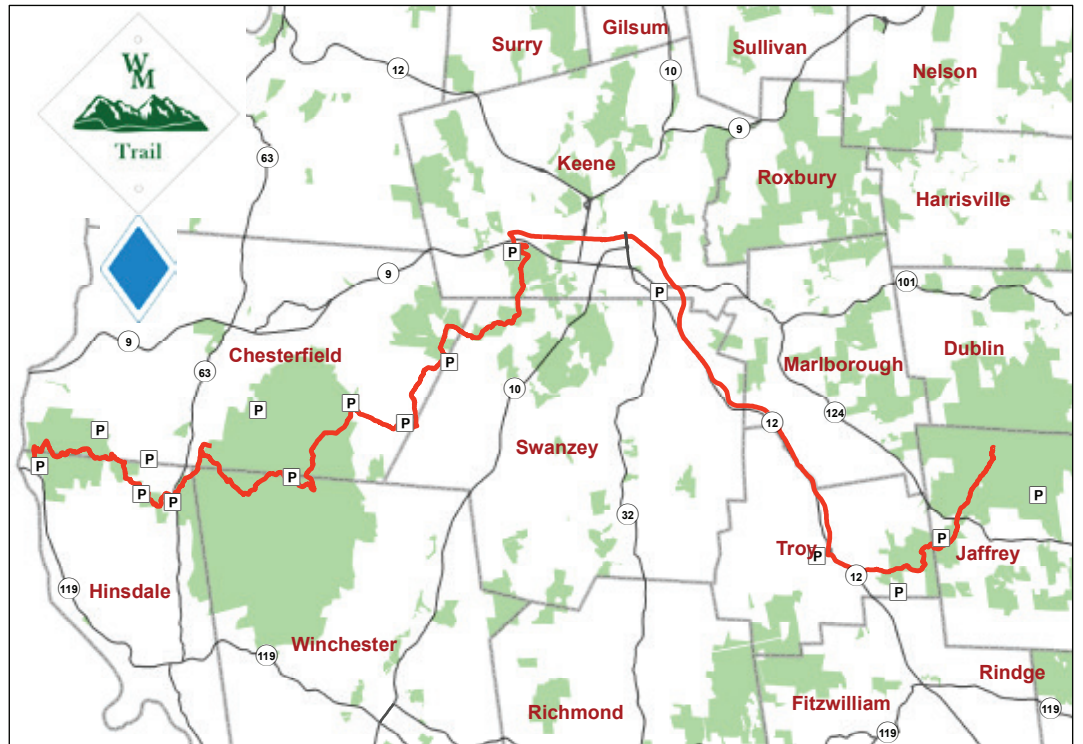 W
M
Trail
Surry
Gilsum
Sullivan
Nelson
12
10
9
63
Keene
Roxbury
Harrisville
P
9
P
101
9
Chesterfield
P
Marlborough
Dublin
63
10
P
P
P
124
12
P
Swanzey
P
P
P
P
P
P
32
P
P
Troy
P
Jaffrey
12
P
119
Hinsdale
Winchester
119
Richmond
Fitzwilliam
Rindge
119
119